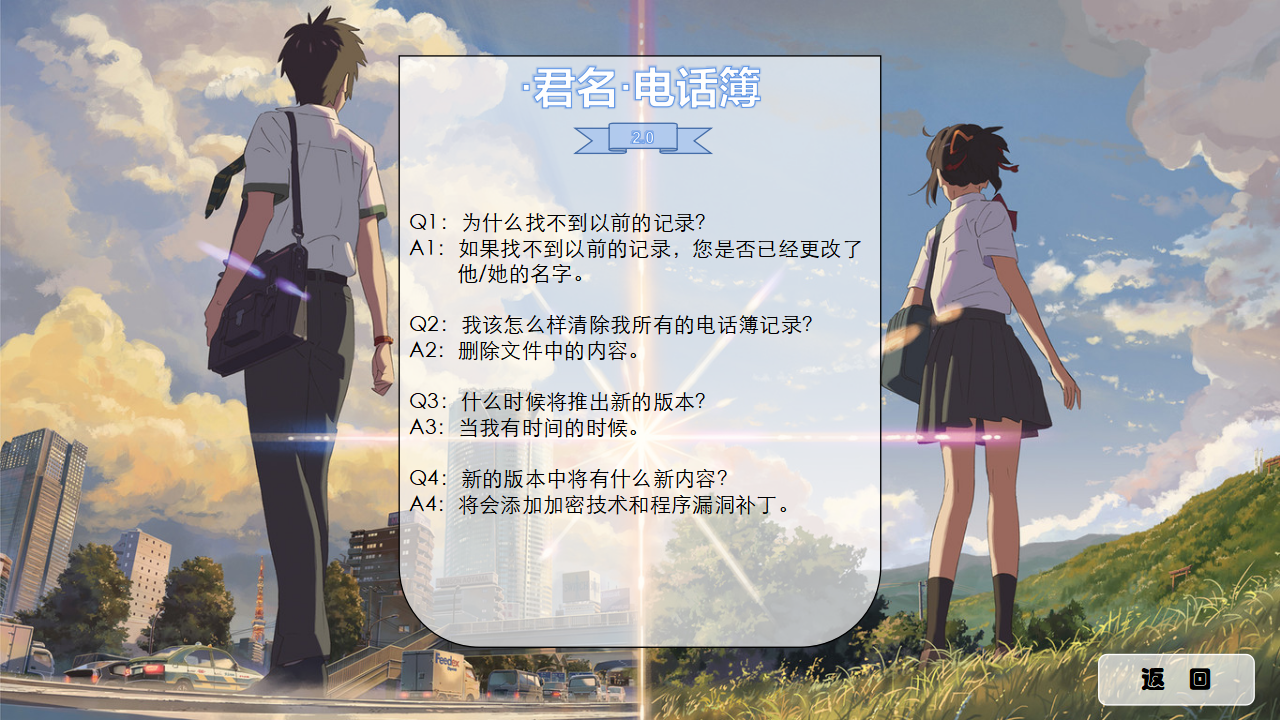 ·君名·电话簿
2.0
Q1：为什么找不到以前的记录？
A1：如果找不到以前的记录，您是否已经更改了
他/她的名字。
Q2：我该怎么样清除我所有的电话簿记录？
A2：删除文件中的内容。
Q3：什么时候将推出新的版本？
A3：当我有时间的时候。
Q4：新的版本中将有什么新内容？
A4：将会添加加密技术和程序漏洞补丁。
返 回